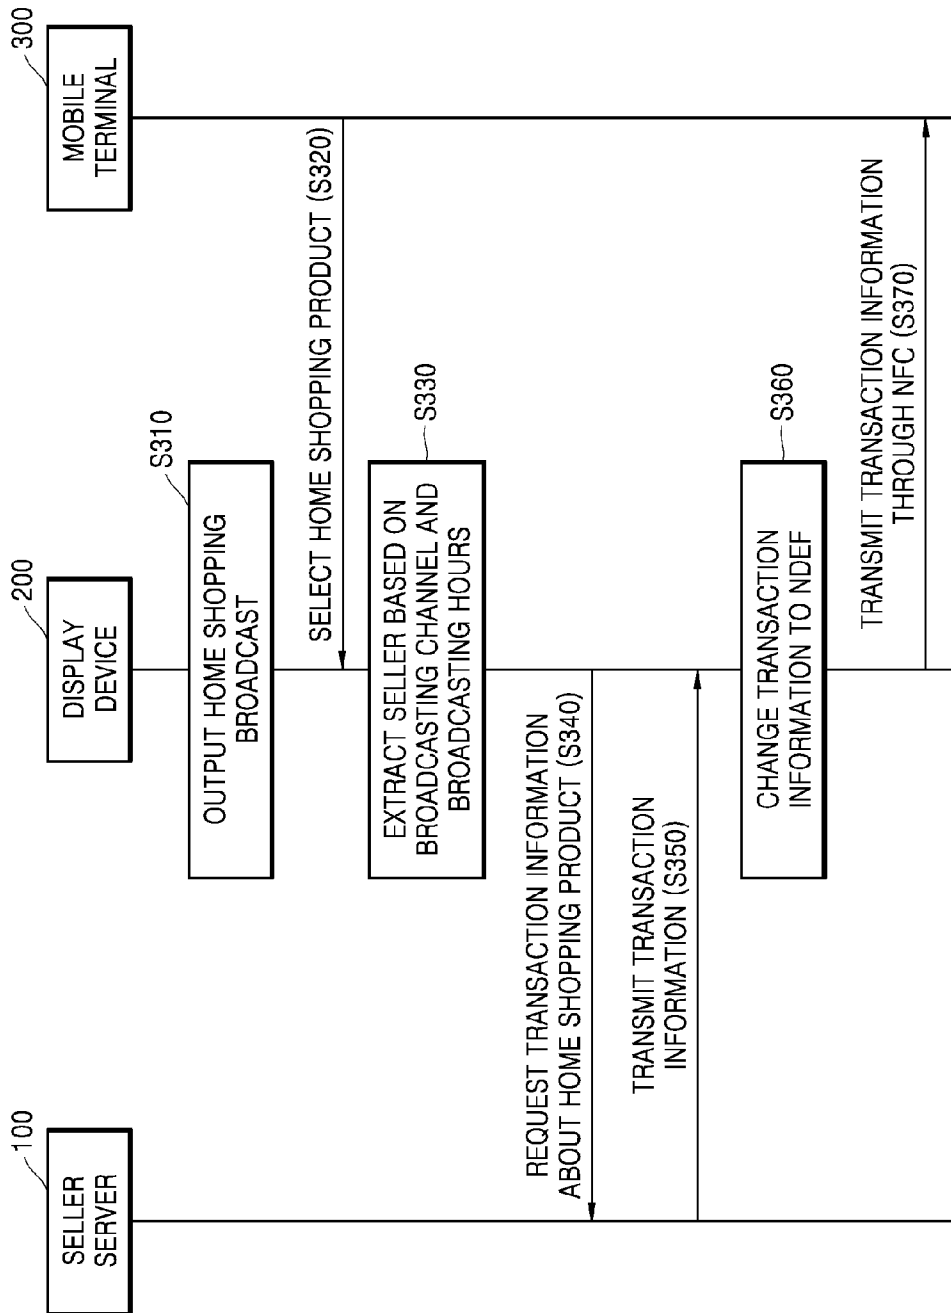 SELLER
SERVER
100
DISPLAY
DEVICE
200
MOBILE
TERMINAL
300
OUTPUT HOME SHOPPING
BROADCAST
S310
SELECT HOME SHOPPING PRODUCT (S320)
EXTRACT SELLER BASED ON
BROADCASTING CHANNEL AND
BROADCASTING HOURS
S330
REQUEST TRANSACTION INFORMATION
ABOUT HOME SHOPPING PRODUCT (S340)
TRANSMIT TRANSACTION
INFORMATION (S350)
CHANGE TRANSACTION
INFORMATION TO NDEF
S360
TRANSMIT TRANSACTION INFORMATION
THROUGH NFC (S370)